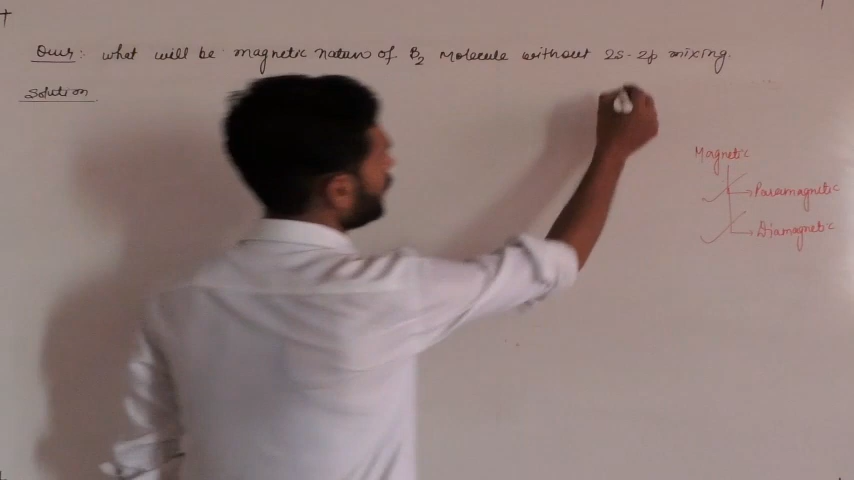 Ques: what will be magnetic nature of B2 Molecule without 2s-2p mixing.
Solution
Magnetic
Paramagnetic
Diamagnetic